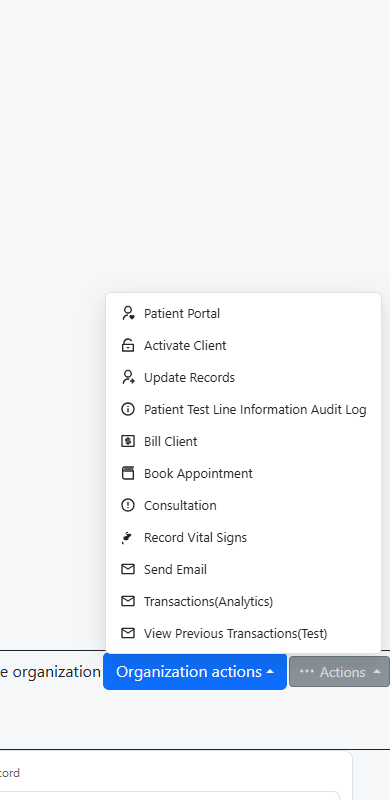 Patient Portal
Activate Client
Update Records
Patient Test Line Information Audit Log
Bill Client
Book Appointment
Consultation
Record Vital Signs
Send Email
Transactions(Analytics)
View Previous Transactions(Test)
e organization Organization actions ··· Actions
cord